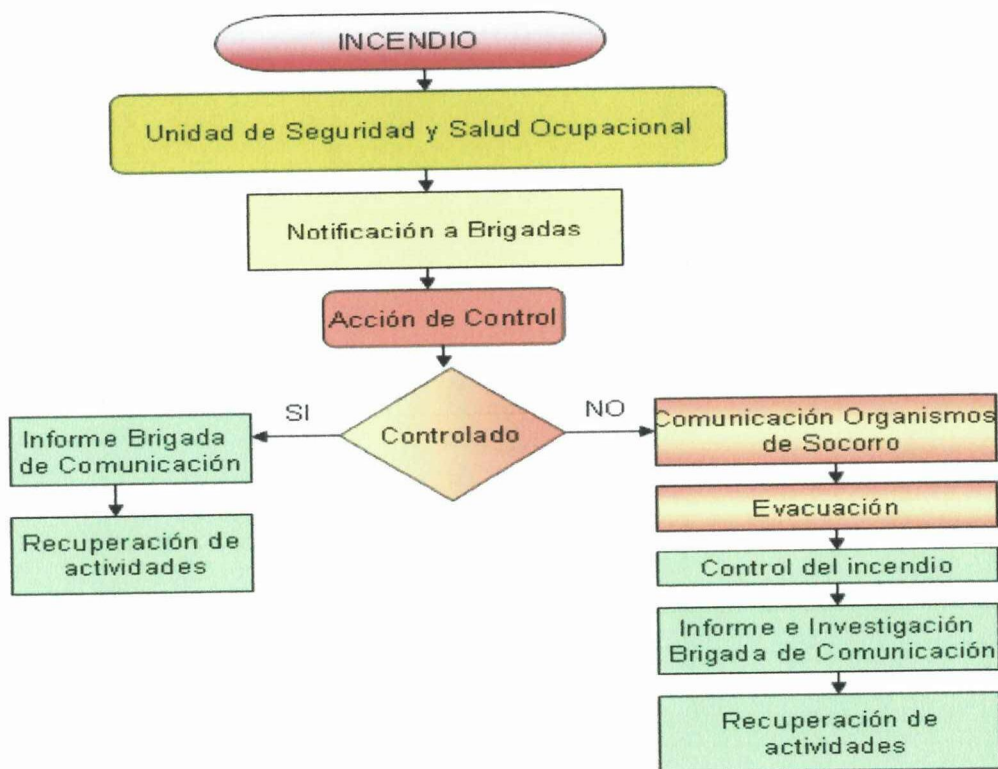 INCENDIO
Unidad de Seguridad y Salud Ocupacional
Notificación a Brigadas
Acción de Control
Controlado
SI
Informe Brigada
de Comunicación
Recuperación de
actividades
NO
Comunicación Organismos
de Socorro
Evacuación
Control del incendio
Informe e Investigación
Brigada de Comunicación
Recuperación de
actividades